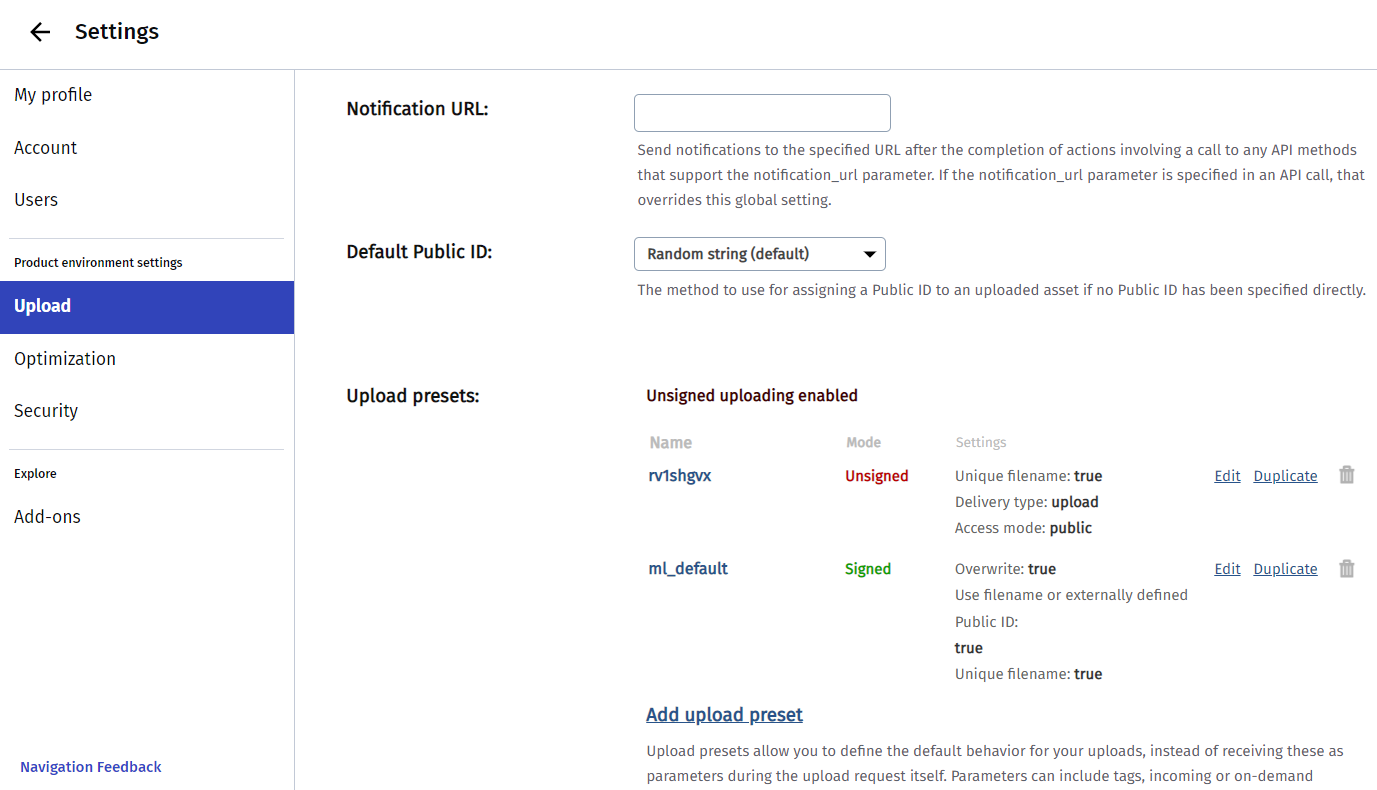 Settings
My profile
Account
Users
Product environment settings
Upload
Optimization
Security
Explore
Add-ons
Navigation Feedback
Notification URL:
Send notifications to the specified URL after the completion of actions involving a call to any API methods
that support the notification_url parameter. If the notification_url parameter is specified in an API call, that
overrides this global setting.
Default Public ID:
Random string (default)
The method to use for assigning a Public ID to an uploaded asset if no Public ID has been specified directly.
Upload presets:
Unsigned uploading enabled
Name Mode Settings
rv1shgvx Unsigned Unique filename: true Edit Duplicate
Delivery type: upload
Access mode: public
ml_default Signed Overwrite: true Edit Duplicate
Use filename or externally defined
Public ID:
true
Unique filename: true
Add upload preset
Upload presets allow you to define the default behavior for your uploads, instead of receiving these as
parameters during the upload request itself. Parameters can include tags, incoming or on-demand